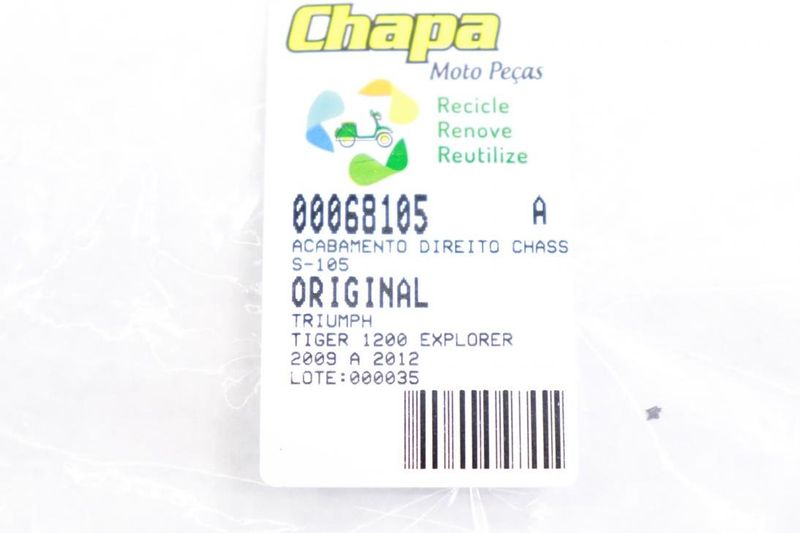 Chapa
Moto Peças
Recicle
Renove
Reutilize
00068105 A
ACABAMENTO DIREITO CHASS
S-105
ORIGINAL
TRIUMPH
TIGER 1200 EXPLORER
2009 A 2012
LOTE:000035